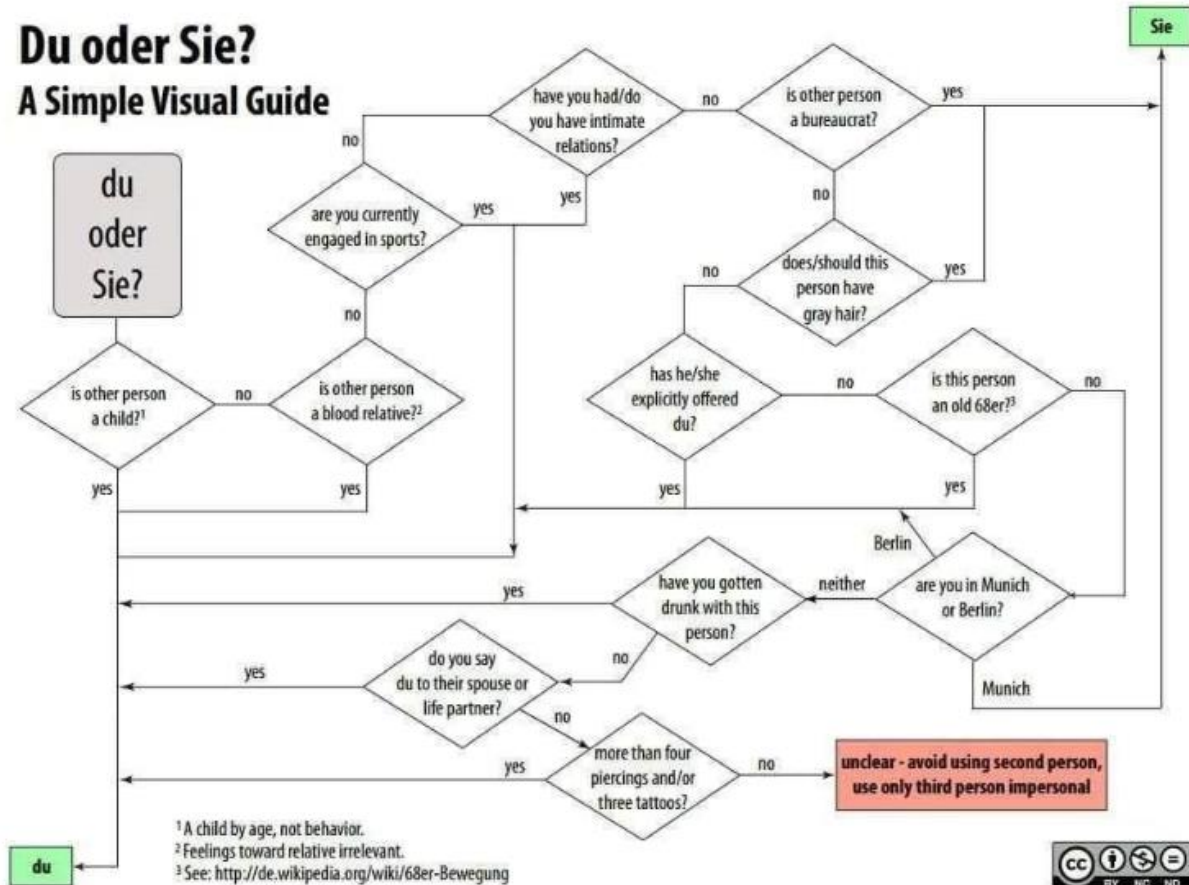 Du oder Sie?
A Simple Visual Guide
Sie
du
oder
Sie?
is other person
a child?¹
no
yes
is other person
a blood relative?²
no
yes
are you currently
engaged in sports?
no
yes
have you had/do
you have intimate
relations?
no
yes
is other person
a bureaucrat?
yes
no
does/should this
person have
gray hair?
yes
no
has he/she
explicitly offered
du?
no
yes
is this person
an old 68er?³
no
yes
are you in Munich
or Berlin?
Berlin
neither
Munich
have you gotten
drunk with this
person?
yes
no
do you say
du to their spouse or
life partner?
yes
no
more than four
piercings and/or
three tattoos?
yes
no
unclear - avoid using second person,
use only third person impersonal
du
¹ A child by age, not behavior.
² Feelings toward relative irrelevant.
³ See: http://de.wikipedia.org/wiki/68er-Bewegung
cc
BY NC ND